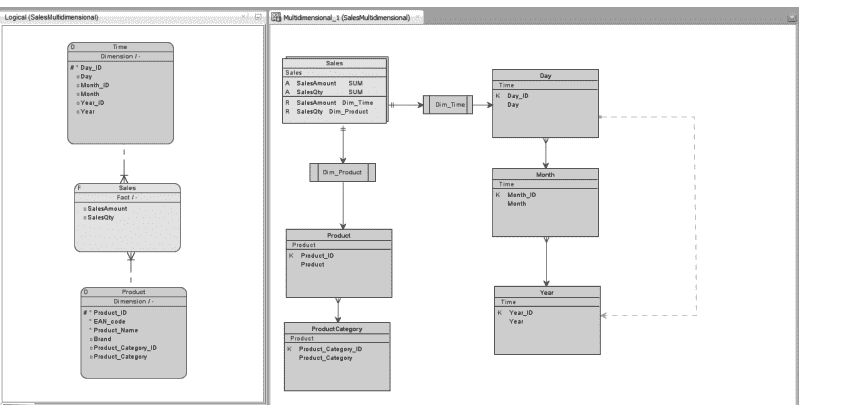 Logical (SalesMultidimensional)
D Time
Dimension / -
# * Day_ID
o Day
o Month_ID
o Month
o Year_ID
o Year
F Sales
Fact / -
o SalesAmount
o SalesQty
D Product
Dimension / -
# * Product_ID
* EAN_code
* Product_Name
o Brand
o Product_Category_ID
o Product_Category
Multidimensional_1 (SalesMultidimensional)
Sales
Sales
A SalesAmount SUM
A SalesQty SUM
R SalesAmount Dim_Time
R SalesQty Dim_Product
Dim_Time
Day
Time
K Day_ID
Day
Dim_Product
Month
Time
K Month_ID
Month
Product
Product
K Product_ID
Product
Year
Time
K Year_ID
Year
ProductCategory
Product
K Product_Category_ID
Product_Category